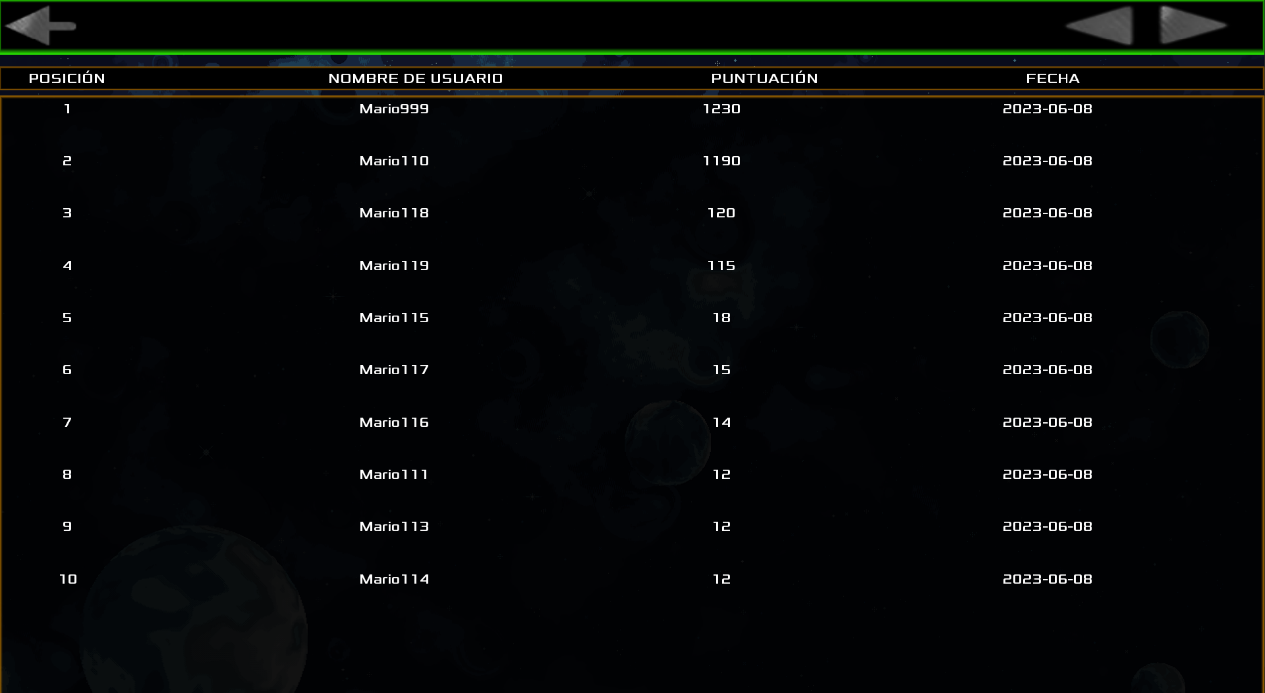 POSICIÓN NOMBRE DE USUARIO PUNTUACIÓN FECHA
1 Mario999 1230 2023-06-08
2 Mario110 1190 2023-06-08
3 Mario118 120 2023-06-08
4 Mario119 115 2023-06-08
5 Mario115 18 2023-06-08
6 Mario117 15 2023-06-08
7 Mario116 14 2023-06-08
8 Mario111 12 2023-06-08
9 Mario113 12 2023-06-08
10 Mario114 12 2023-06-08